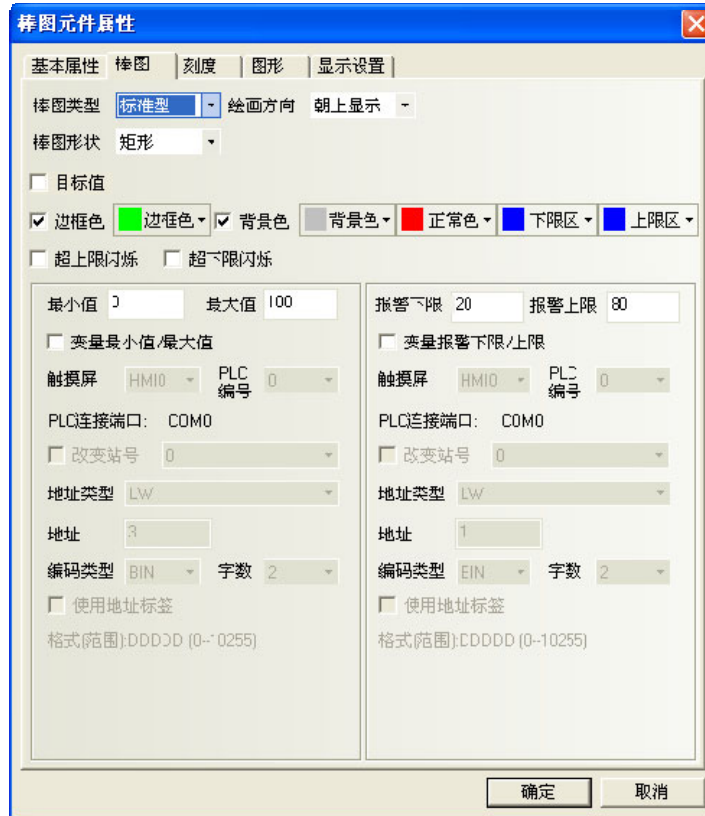 棒图元件属性
基本属性 棒图 刻度 图形 显示设置
棒图类型 标准型 绘画方向 朝上显示
棒图形状 矩形
目标值
边框色 边框色 背景色 背景色 正常色 下限区 上限区
超上限闪烁 超下限闪烁
最小值 0 最大值 100 报警下限 20 报警上限 80
变量最小值/最大值 变量报警下限/上限
触摸屏 HMI0 PLC编号 0 触摸屏 HMI0 PLC编号 0
PLC连接端口: COM0 PLC连接端口: COM0
改变站号 0 改变站号 0
地址类型 LW 地址类型 LW
地址 3 地址 1
编码类型 BIN 字数 2 编码类型 BIN 字数 2
使用地址标签 使用地址标签
格式(范围):DDDDD (0--10255) 格式(范围):DDDDD (0--10255)
确定 取消